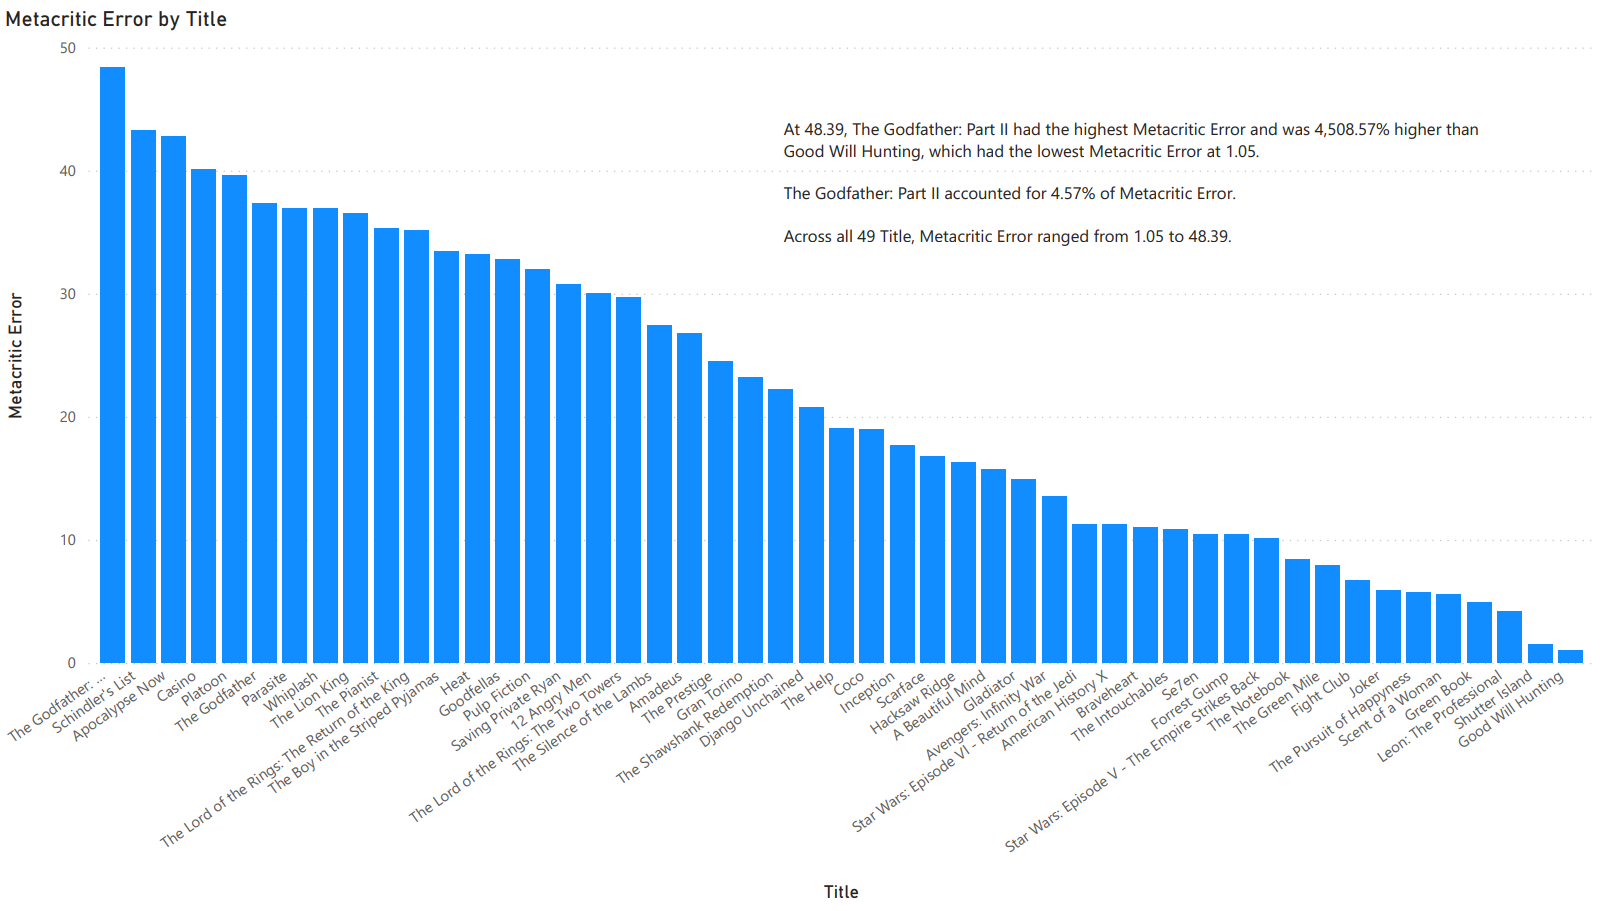 Metacritic Error by Title
50
At 48.39, The Godfather: Part II had the highest Metacritic Error and was 4,508.57% higher than
Good Will Hunting, which had the lowest Metacritic Error at 1.05.
The Godfather: Part II accounted for 4.57% of Metacritic Error.
Across all 49 Title, Metacritic Error ranged from 1.05 to 48.39.
40
30
20
10
0
Metacritic Error
The Godfather: ...
Schindler's List
Apocalypse Now
Casino
Platoon
The Godfather
Parasite
Whiplash
The Lion King
The Pianist
The Lord of the Rings: The Return of the King
The Boy in the Striped Pyjamas
Heat
Goodfellas
Pulp Fiction
Saving Private Ryan
12 Angry Men
The Lord of the Rings: The Two Towers
The Silence of the Lambs
Amadeus
The Prestige
Gran Torino
The Shawshank Redemption
Django Unchained
The Help
Coco
Inception
Scarface
Hacksaw Ridge
A Beautiful Mind
Gladiator
Avengers: Infinity War
Star Wars: Episode VI - Return of the Jedi
American History X
Braveheart
The Intouchables
Se7en
Forrest Gump
Star Wars: Episode V - The Empire Strikes Back
The Notebook
The Green Mile
Fight Club
Joker
The Pursuit of Happyness
Scent of a Woman
Green Book
Leon: The Professional
Shutter Island
Good Will Hunting
Title